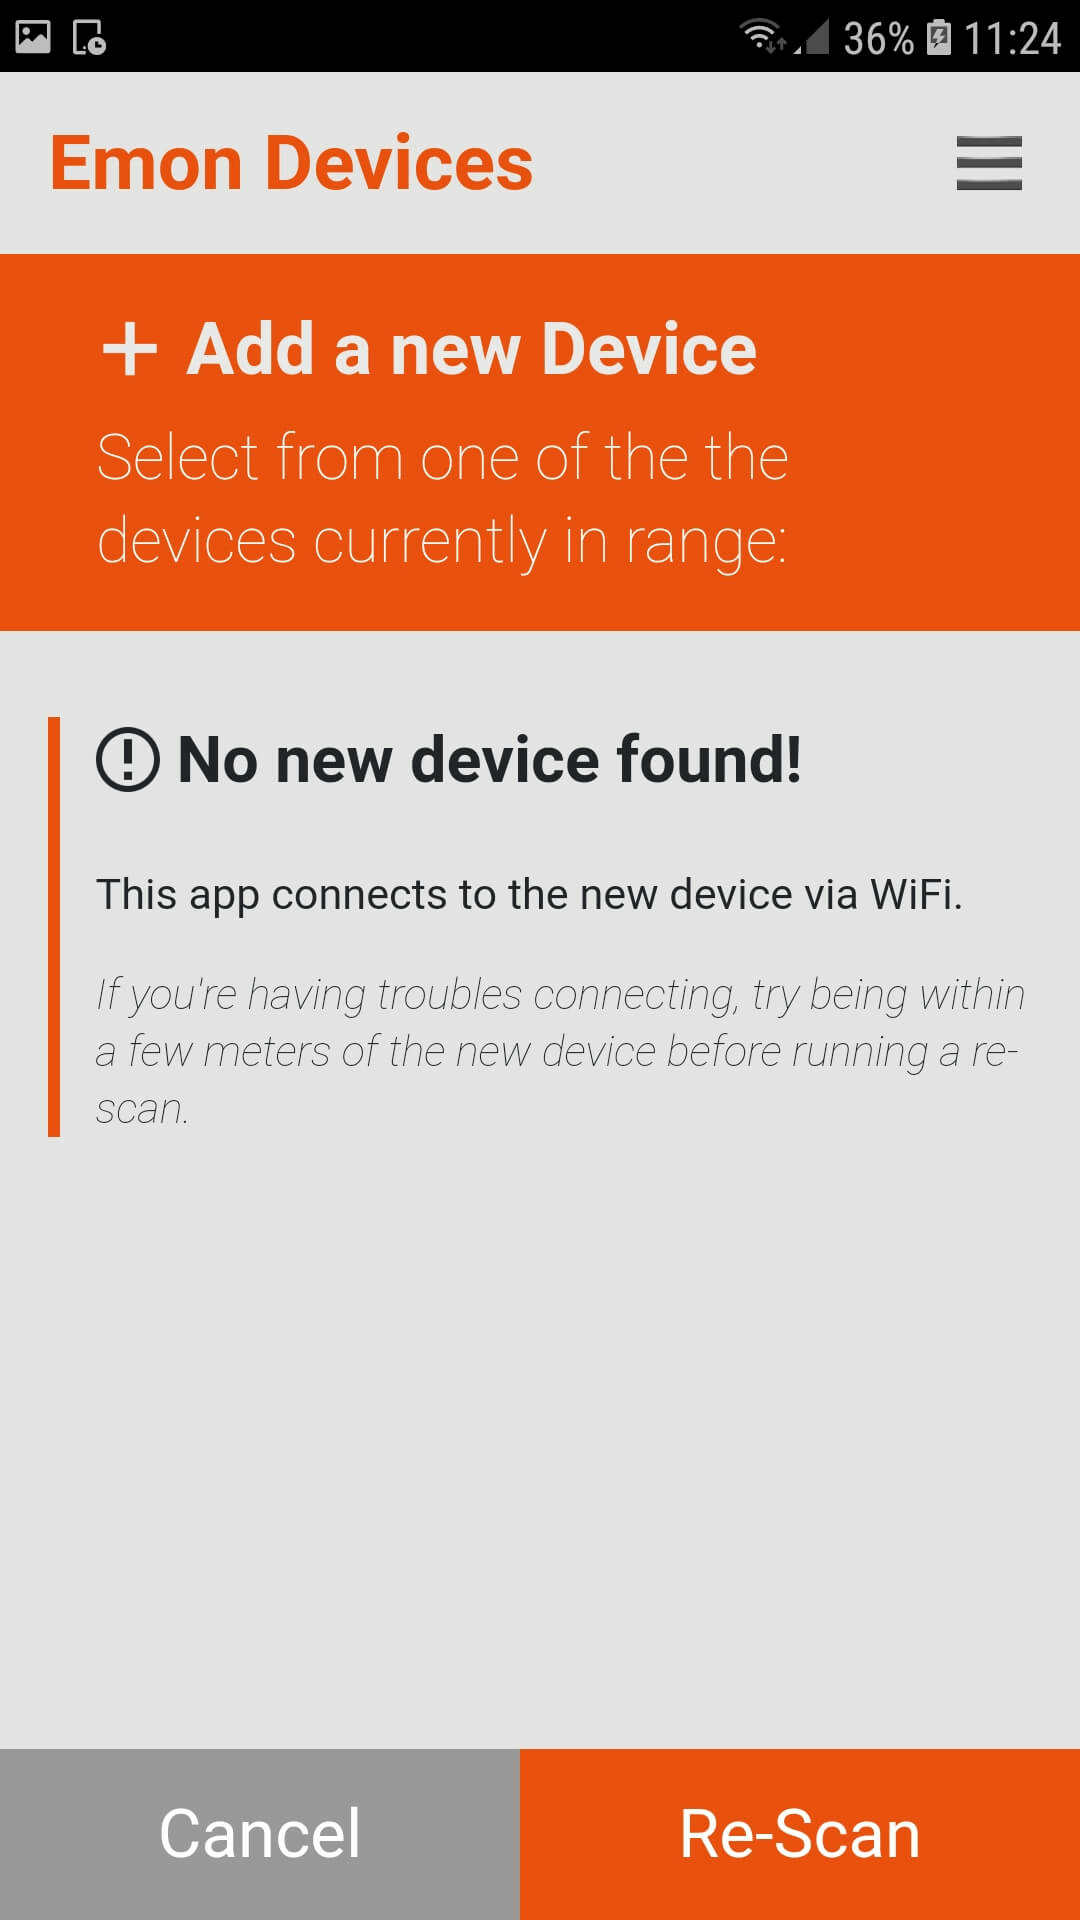 36% 11:24
Emon Devices
Add a new Device
Select from one of the the
devices currently in range:
No new device found!
This app connects to the new device via WiFi.
If you're having troubles connecting, try being within
a few meters of the new device before running a re-
scan.
Cancel Re-Scan